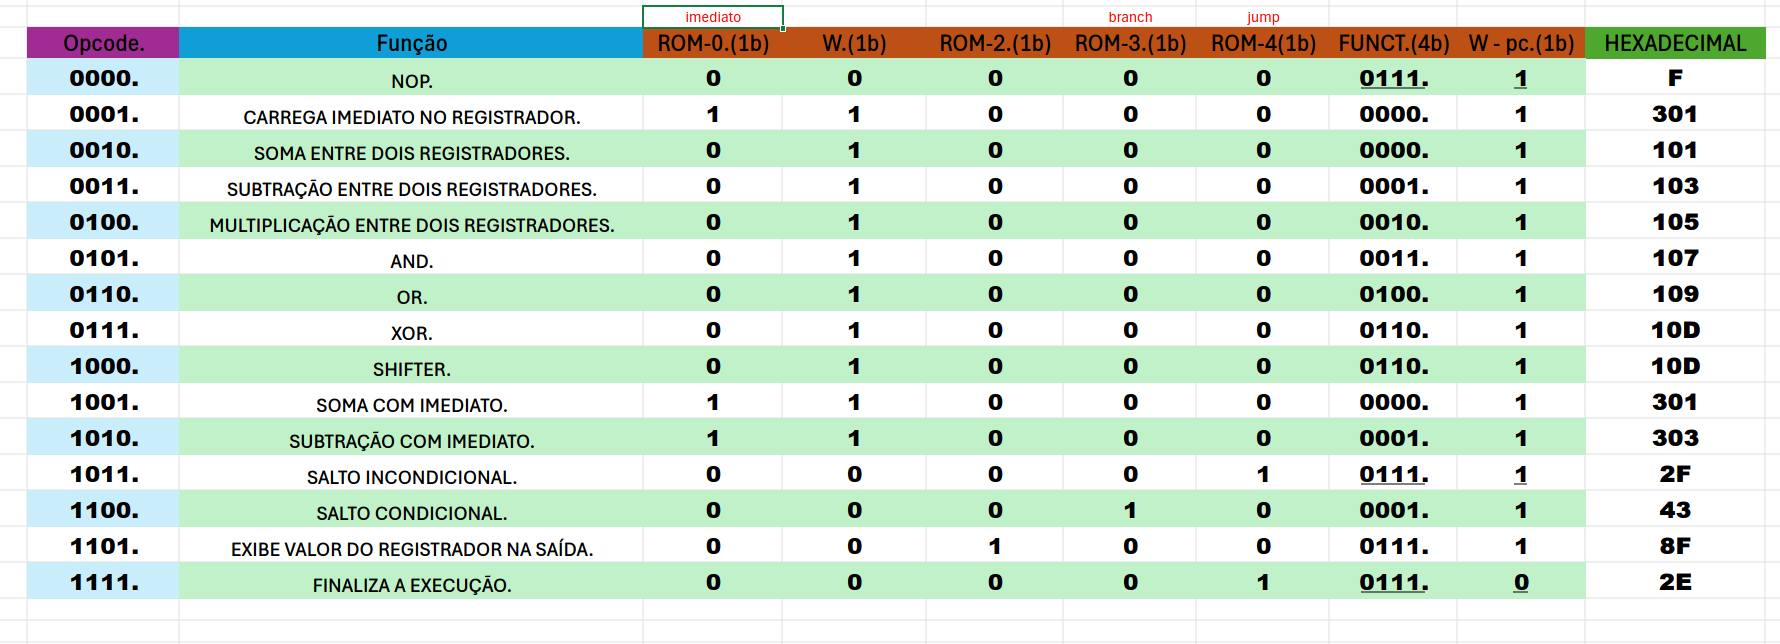 imediato branch jump
Opcode. Função ROM-0.(1b) W.(1b) ROM-2.(1b) ROM-3.(1b) ROM-4(1b) FUNCT.(4b) W - pc.(1b) HEXADECIMAL
0000. NOP. 0 0 0 0 0 0111. 1 F
0001. CARREGA IMEDIATO NO REGISTRADOR. 1 1 0 0 0 0000. 1 301
0010. SOMA ENTRE DOIS REGISTRADORES. 0 1 0 0 0 0000. 1 101
0011. SUBTRAÇÃO ENTRE DOIS REGISTRADORES. 0 1 0 0 0 0001. 1 103
0100. MULTIPLICAÇÃO ENTRE DOIS REGISTRADORES. 0 1 0 0 0 0010. 1 105
0101. AND. 0 1 0 0 0 0011. 1 107
0110. OR. 0 1 0 0 0 0100. 1 109
0111. XOR. 0 1 0 0 0 0110. 1 10D
1000. SHIFTER. 0 1 0 0 0 0110. 1 10D
1001. SOMA COM IMEDIATO. 1 1 0 0 0 0000. 1 301
1010. SUBTRAÇÃO COM IMEDIATO. 1 1 0 0 0 0001. 1 303
1011. SALTO INCONDICIONAL. 0 0 0 0 1 0111. 1 2F
1100. SALTO CONDICIONAL. 0 0 0 1 0 0001. 1 43
1101. EXIBE VALOR DO REGISTRADOR NA SAÍDA. 0 0 1 0 0 0111. 1 8F
1111. FINALIZA A EXECUÇÃO. 0 0 0 0 1 0111. 0 2E